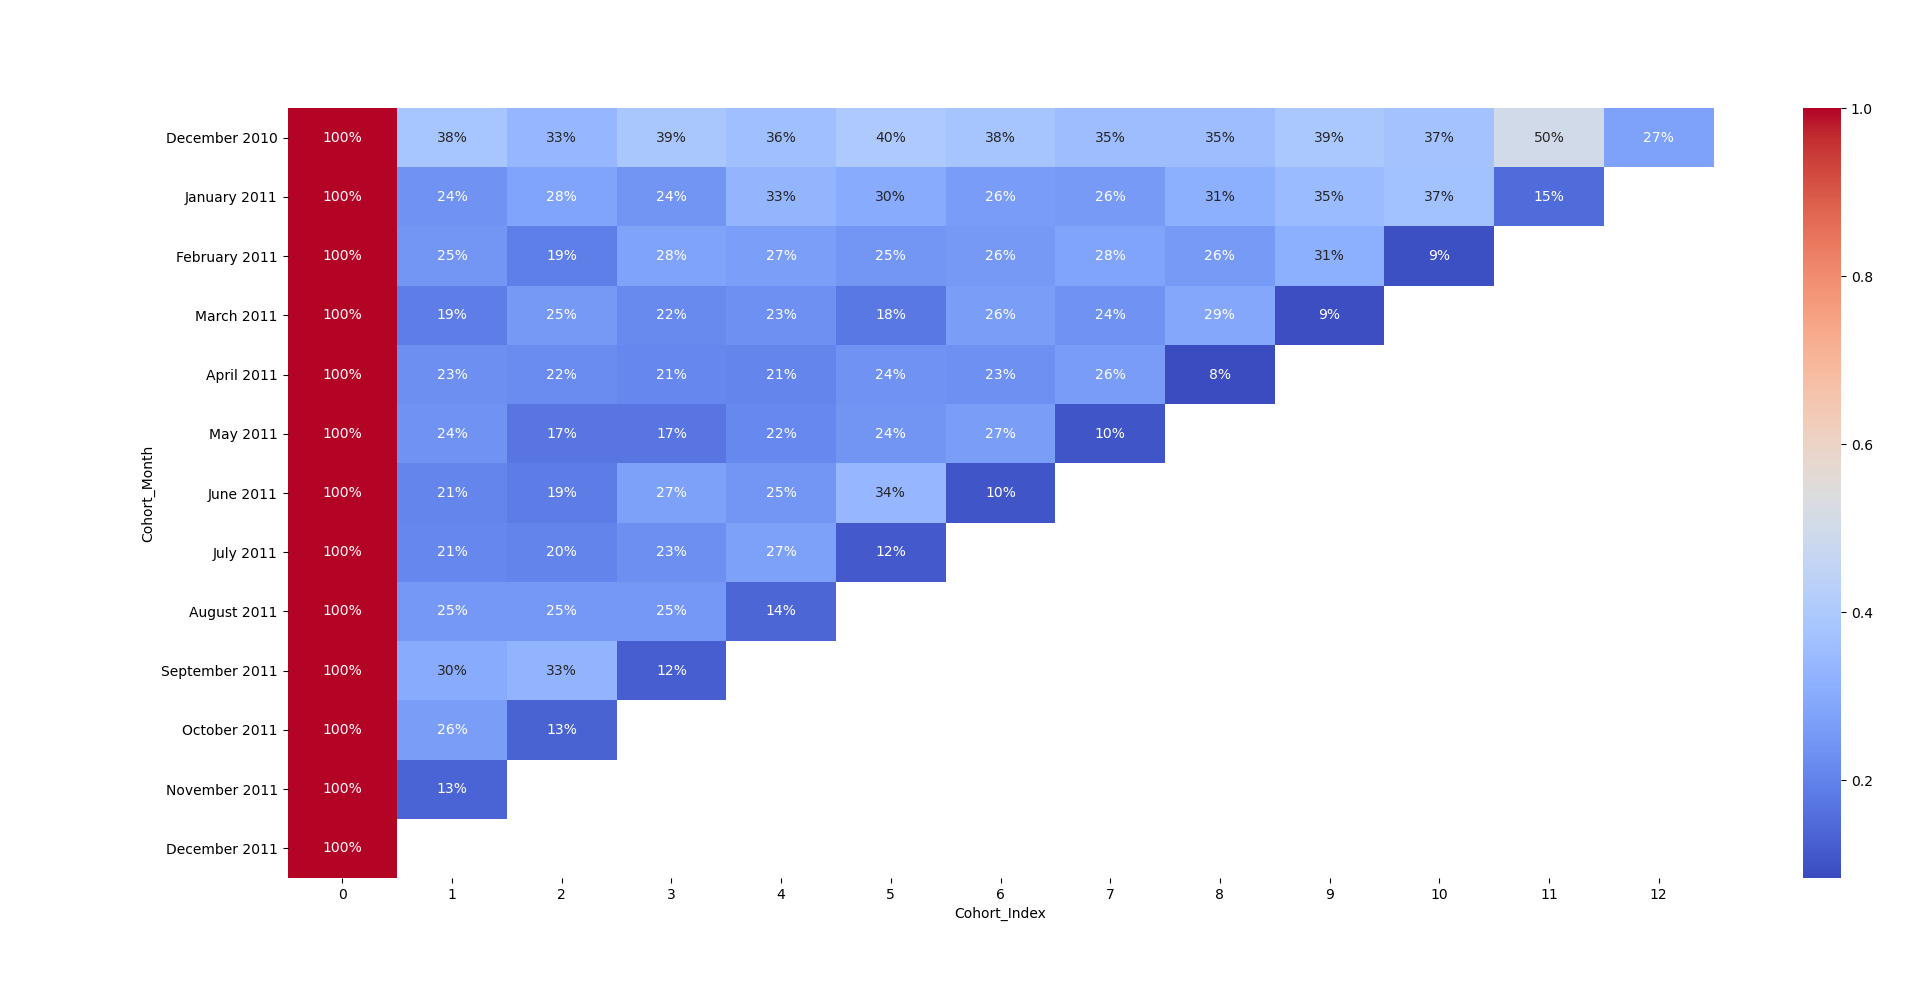 December 2010 100% 38% 33% 39% 36% 40% 38% 35% 35% 39% 37% 50% 27% 1.0
January 2011 100% 24% 28% 24% 33% 30% 26% 26% 31% 35% 37% 15%
February 2011 100% 25% 19% 28% 27% 25% 26% 28% 26% 31% 9% 0.8
March 2011 100% 19% 25% 22% 23% 18% 26% 24% 29% 9%
April 2011 100% 23% 22% 21% 21% 24% 23% 26% 8%
May 2011 100% 24% 17% 17% 22% 24% 27% 10% 0.6
Cohort_Month
June 2011 100% 21% 19% 27% 25% 34% 10%
July 2011 100% 21% 20% 23% 27% 12%
August 2011 100% 25% 25% 25% 14% 0.4
September 2011 100% 30% 33% 12%
October 2011 100% 26% 13%
November 2011 100% 13% 0.2
December 2011 100%
0 1 2 3 4 5 6 7 8 9 10 11 12
Cohort_Index